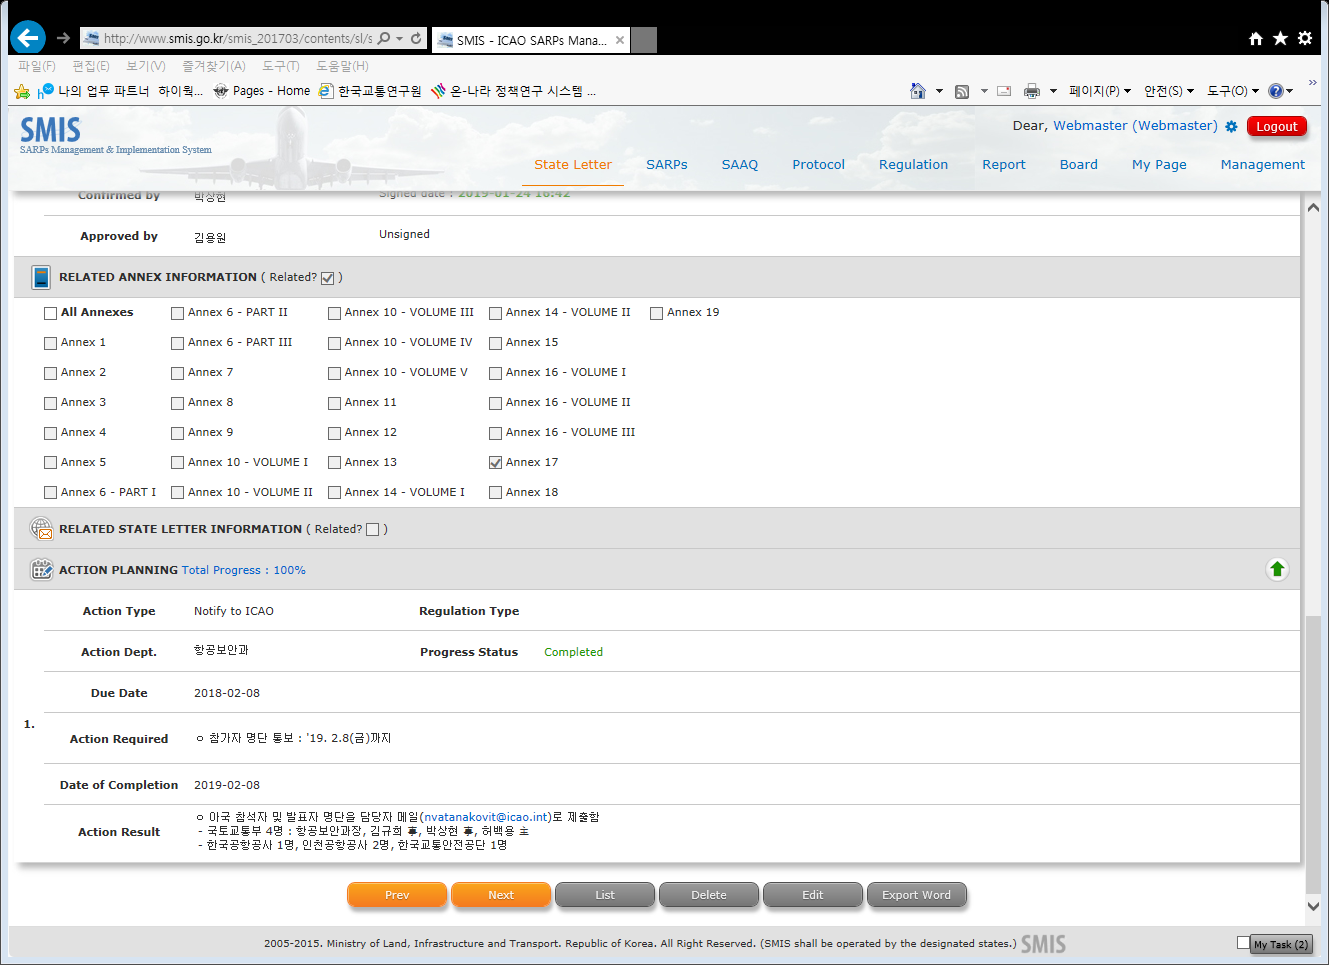 http://www.smis.go.kr/smis_201703/contents/sl/s
SMIS - ICAO SARPs Mana...
파일(F) 편집(E) 보기(V) 즐겨찾기(A) 도구(T) 도움말(H)
나의 업무 파트너 하이웍... Pages - Home 한국교통연구원 온-나라 정책연구 시스템 ... 페이지(P) 안전(S) 도구(O)
SMIS
SARPs Management & Implementation System
Dear, Webmaster (Webmaster) Logout
State Letter SARPs SAAQ Protocol Regulation Report Board My Page Management
Confirmed by 박상현 Signed date : 2019-01-24 18:42
Approved by 김용원 Unsigned
RELATED ANNEX INFORMATION ( Related? )
All Annexes Annex 6 - PART II Annex 10 - VOLUME III Annex 14 - VOLUME II Annex 19
Annex 1 Annex 6 - PART III Annex 10 - VOLUME IV Annex 15
Annex 2 Annex 7 Annex 10 - VOLUME V Annex 16 - VOLUME I
Annex 3 Annex 8 Annex 11 Annex 16 - VOLUME II
Annex 4 Annex 9 Annex 12 Annex 16 - VOLUME III
Annex 5 Annex 10 - VOLUME I Annex 13 Annex 17
Annex 6 - PART I Annex 10 - VOLUME II Annex 14 - VOLUME I Annex 18
RELATED STATE LETTER INFORMATION ( Related? )
ACTION PLANNING Total Progress : 100%
Action Type Notify to ICAO Regulation Type
Action Dept. 항공보안과 Progress Status Completed
Due Date 2018-02-08
1.
Action Required ㅇ 참가자 명단 통보 : '19. 2.8(금)까지
Date of Completion 2019-02-08
Action Result
ㅇ 아국 참석자 및 발표자 명단을 담당자 메일(nvatanakovit@icao.int)로 제출함
- 국토교통부 4명 : 항공보안과장, 김규희 事, 박상현 事, 허백용 主
- 한국공항공사 1명, 인천공항공사 2명, 한국교통안전공단 1명
Prev Next List Delete Edit Export Word
2005-2015. Ministry of Land, Infrastructure and Transport. Republic of Korea. All Right Reserved. (SMIS shall be operated by the designated states.) SMIS
My Task (2)